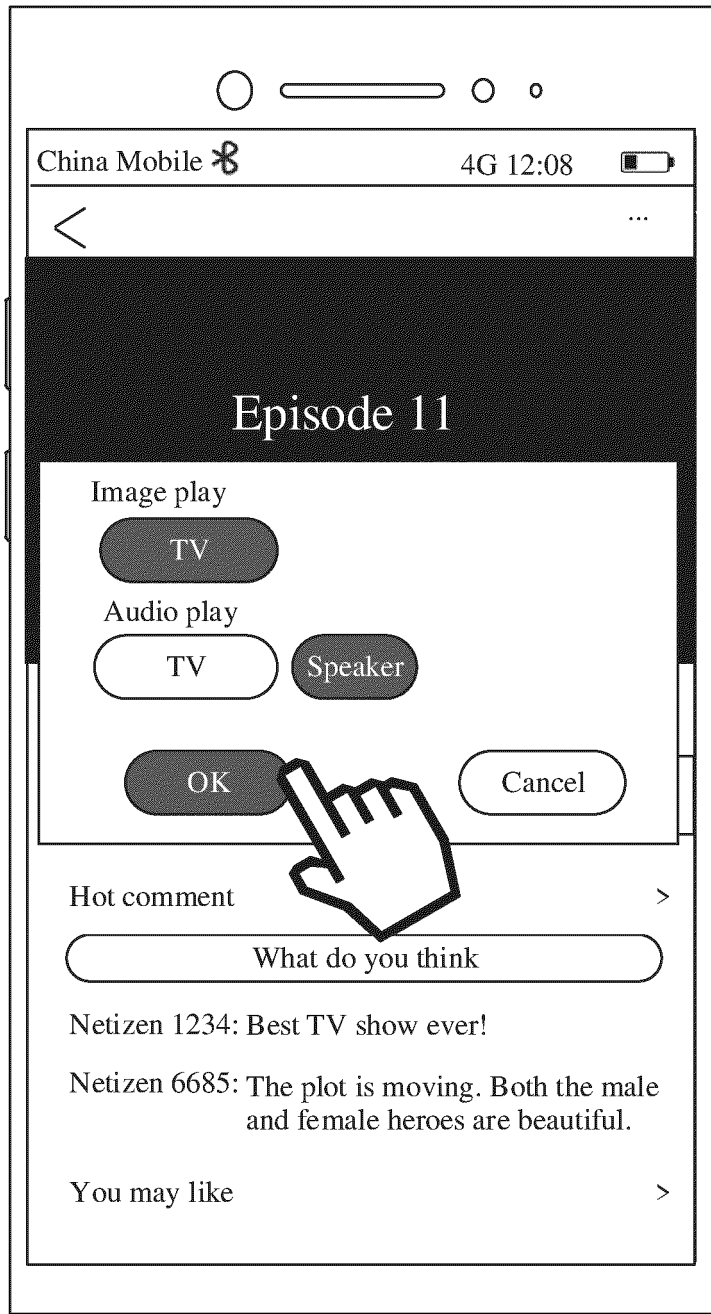 China Mobile 4G 12:08
< ...
Episode 11
Image play
TV
Audio play
TV Speaker
OK Cancel
Hot comment >
What do you think
Netizen 1234: Best TV show ever!
Netizen 6685: The plot is moving. Both the male
and female heroes are beautiful.
You may like >